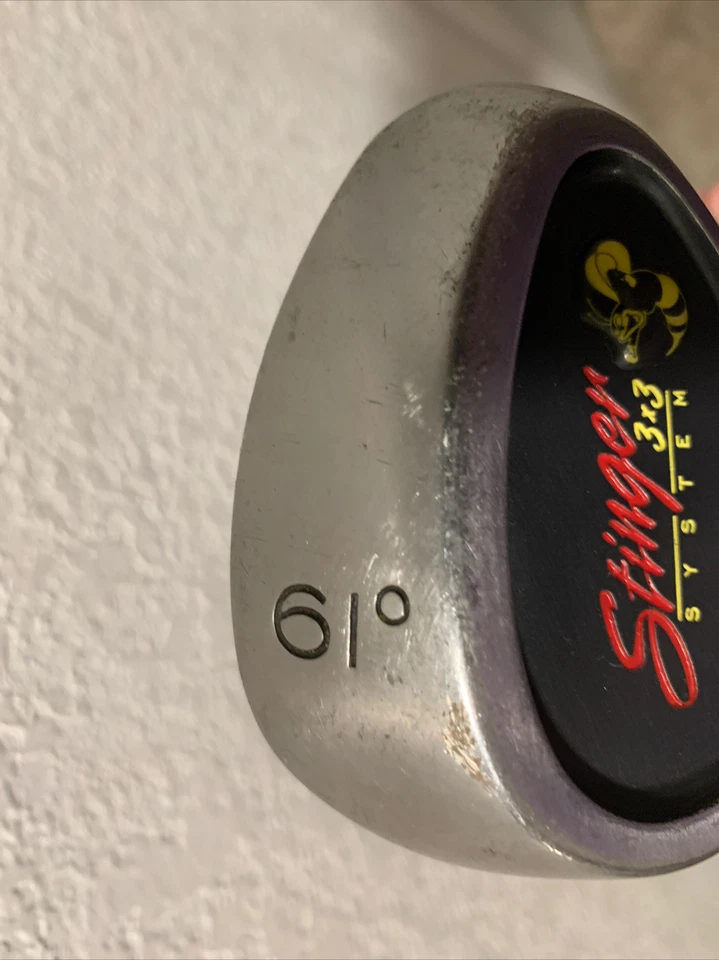 61°
Stinger
3x3
SYSTEM